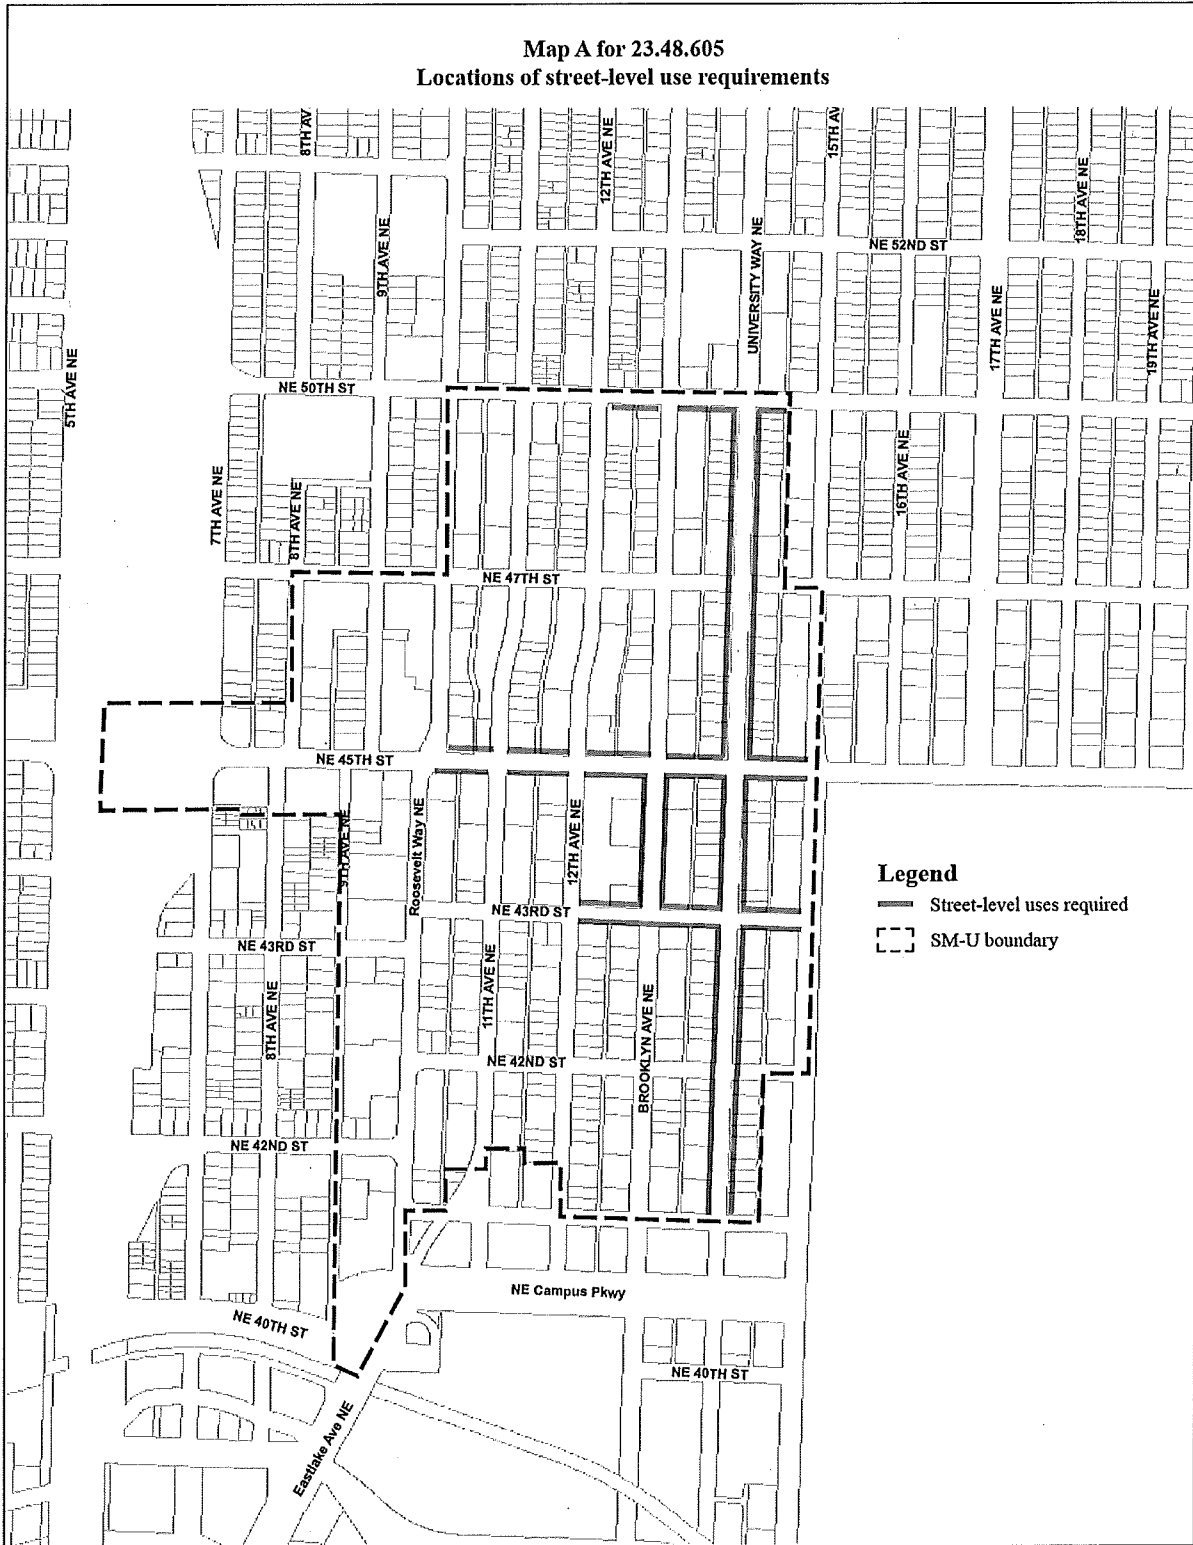 Map A for 23.48.605
Locations of street-level use requirements
8TH AV
12TH AVE NE
15TH AV
18TH AVE NE
9TH AVE NE
UNIVERSITY WAY NE
NE 52ND ST
17TH AVE NE
19TH AVE NE
5TH AVE NE
NE 50TH ST
7TH AVE NE
8TH AVE NE
16TH AVE NE
NE 47TH ST
NE 45TH ST
9TH AVE NE
Roosevelt Way NE
12TH AVE NE
Legend
Street-level uses required
SM-U boundary
NE 43RD ST
NE 43RD ST
8TH AVE NE
11TH AVE NE
BROOKLYN AVE NE
NE 42ND ST
NE 42ND ST
NE Campus Pkwy
NE 40TH ST
NE 40TH ST
Eastlake Ave NE